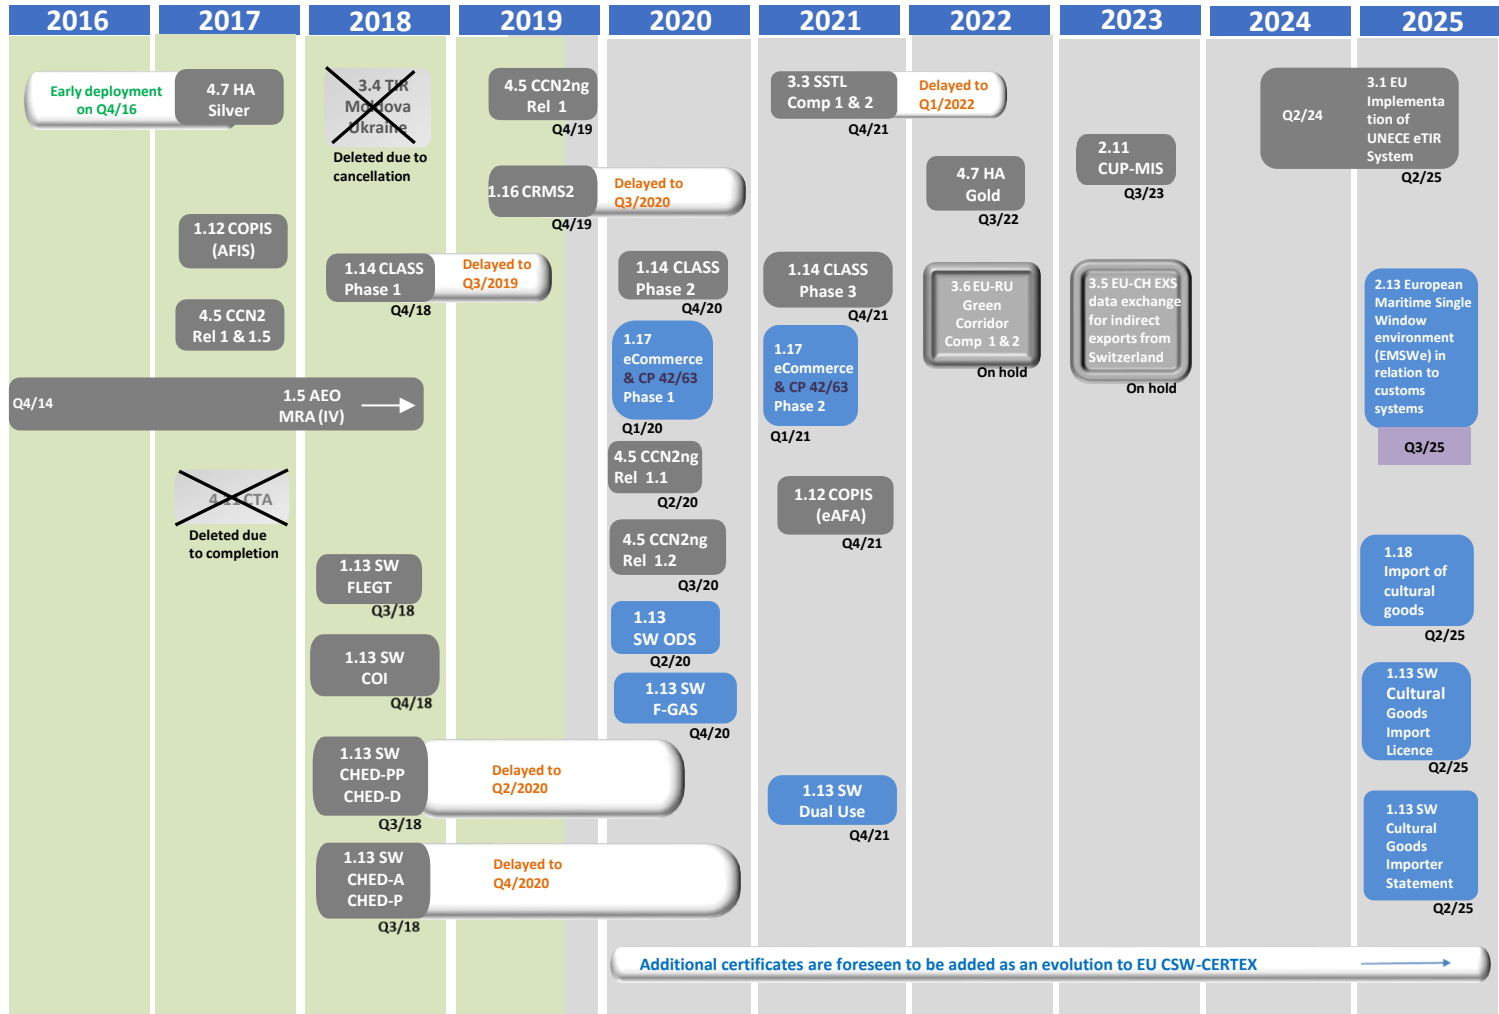 2016
2017
2018
2019
2020
2021
2022
2023
2024
2025
Early deployment
on Q4/16
4.7 HA
Silver
1.12 COPIS
(AFIS)
4.5 CCN2
Rel 1 & 1.5
Q4/14
1.5 AEO
MRA (IV)
4.11 CTA
Deleted due
to completion
3.4 TIR
Moldova
Ukraine
Deleted due to
cancellation
1.14 CLASS
Phase 1
Q4/18
Delayed to
Q3/2019
1.13 SW
FLEGT
Q3/18
1.13 SW
COI
Q4/18
1.13 SW
CHED-PP
CHED-D
Q3/18
Delayed to
Q2/2020
1.13 SW
CHED-A
CHED-P
Q3/18
Delayed to
Q4/2020
4.5 CCN2ng
Rel 1
Q4/19
1.16 CRMS2
Q4/19
Delayed to
Q3/2020
1.14 CLASS
Phase 2
Q4/20
1.17
eCommerce
& CP 42/63
Phase 1
Q1/20
4.5 CCN2ng
Rel 1.1
Q2/20
4.5 CCN2ng
Rel 1.2
Q3/20
1.13
SW ODS
Q2/20
1.13 SW
F-GAS
Q4/20
3.3 SSTL
Comp 1 & 2
Q4/21
Delayed to
Q1/2022
1.14 CLASS
Phase 3
Q4/21
1.17
eCommerce
& CP 42/63
Phase 2
Q1/21
1.12 COPIS
(eAFA)
Q4/21
1.13 SW
Dual Use
Q4/21
4.7 HA
Gold
Q3/22
3.6 EU-RU
Green
Corridor
Comp 1 & 2
On hold
2.11
CUP-MIS
Q3/23
3.5 EU-CH EXS
data exchange
for indirect
exports from
Switzerland
On hold
Q2/24
3.1 EU
Implementa
tion of
UNECE eTIR
System
Q2/25
2.13 European
Maritime Single
Window
environment
(EMSWe) in
relation to
customs
systems
Q3/25
1.18
Import of
cultural
goods
Q2/25
1.13 SW
Cultural
Goods
Import
Licence
Q2/25
1.13 SW
Cultural
Goods
Importer
Statement
Q2/25
Additional certificates are foreseen to be added as an evolution to EU CSW-CERTEX